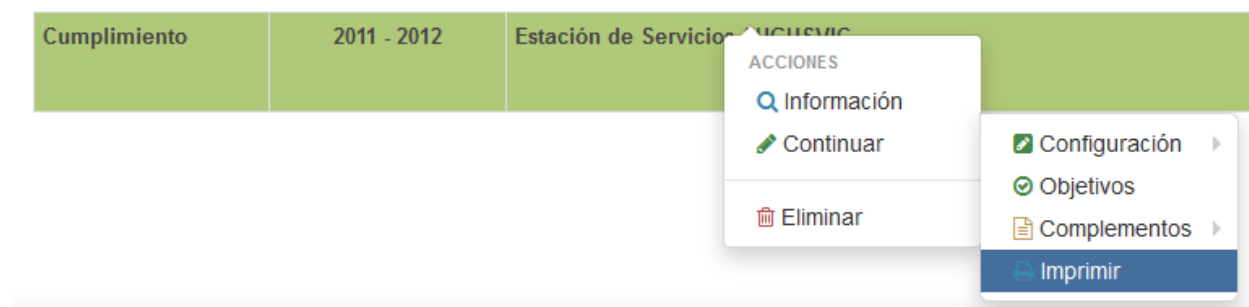 Cumplimiento 2011 - 2012 Estación de Servicios
ACCIONES
Información
Continuar
Eliminar
Configuración
Objetivos
Complementos
Imprimir